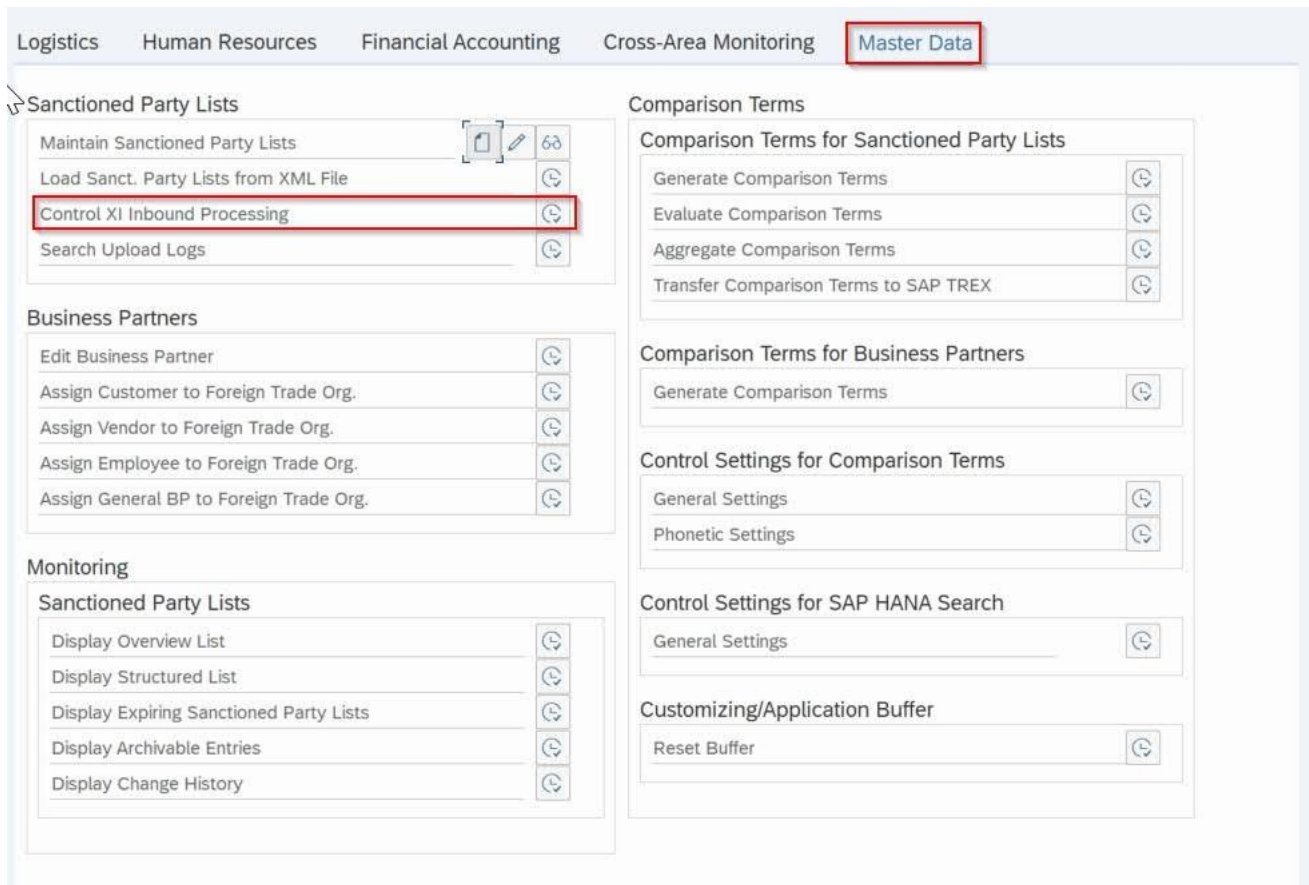 Logistics Human Resources Financial Accounting Cross-Area Monitoring Master Data
Sanctioned Party Lists
Maintain Sanctioned Party Lists
Load Sanct. Party Lists from XML File
Control XI Inbound Processing
Search Upload Logs
Business Partners
Edit Business Partner
Assign Customer to Foreign Trade Org.
Assign Vendor to Foreign Trade Org.
Assign Employee to Foreign Trade Org.
Assign General BP to Foreign Trade Org.
Monitoring
Sanctioned Party Lists
Display Overview List
Display Structured List
Display Expiring Sanctioned Party Lists
Display Archivable Entries
Display Change History
Comparison Terms
Comparison Terms for Sanctioned Party Lists
Generate Comparison Terms
Evaluate Comparison Terms
Aggregate Comparison Terms
Transfer Comparison Terms to SAP TREX
Comparison Terms for Business Partners
Generate Comparison Terms
Control Settings for Comparison Terms
General Settings
Phonetic Settings
Control Settings for SAP HANA Search
General Settings
Customizing/Application Buffer
Reset Buffer